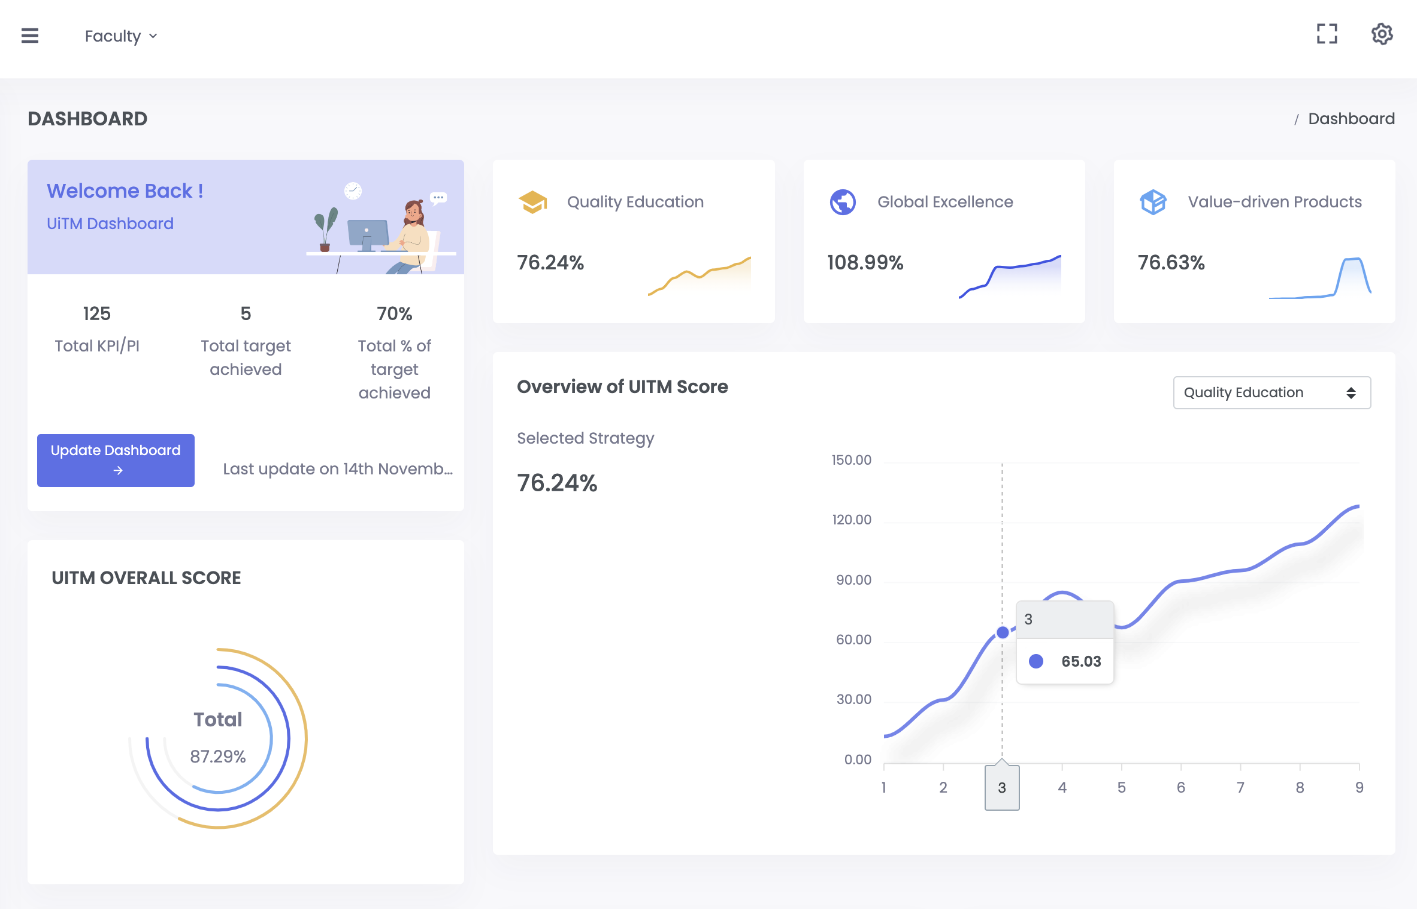 Faculty
DASHBOARD
/ Dashboard
Welcome Back !
UiTM Dashboard
125
Total KPI/PI
5
Total target
achieved
70%
Total % of
target
achieved
Update Dashboard
→
Last update on 14th Novemb...
Quality Education
76.24%
Global Excellence
108.99%
Value-driven Products
76.63%
UITM OVERALL SCORE
Total
87.29%
Overview of UITM Score
Quality Education
Selected Strategy
76.24%
150.00
120.00
90.00
60.00
30.00
0.00
3
65.03
1 2 3 4 5 6 7 8 9